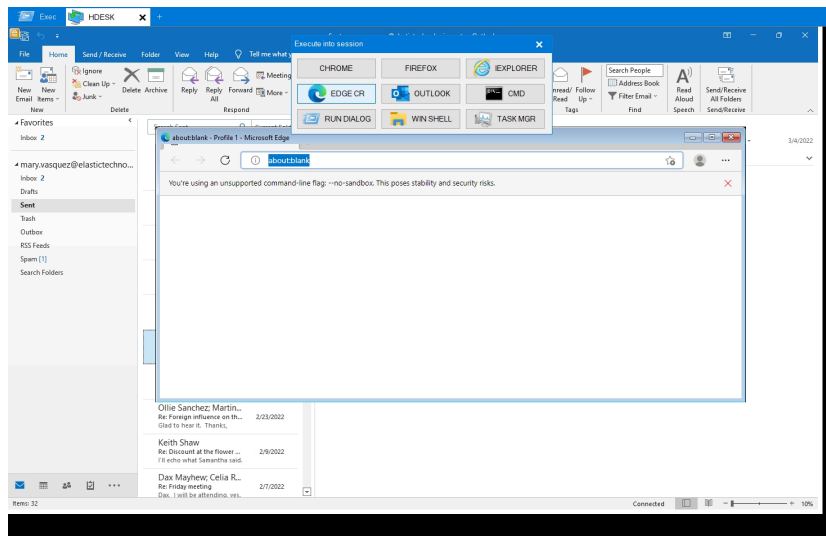 Exec HDESK × +
Execute into session ×
File Home Send / Receive Folder View Help Tell me what y
CHROME FIREFOX IEXPLORER
EDGE CR OUTLOOK CMD
RUN DIALOG WIN SHELL TASK MGR
New Email New Items Ignore Clean Up Junk Delete Archive Reply Reply All Forward Meeting More
nread/ Read Follow Up Search People Address Book Filter Email Read Aloud Send/Receive All Folders
New Delete Respond Tags Find Speech Send/Receive
Favorites
Inbox 2
mary.vasquez@elastictechno...
Inbox 2
Drafts
Sent
Trash
Outbox
RSS Feeds
Spam [1]
Search Folders
3/4/2022
about:blank - Profile 1 - Microsoft Edge
about:blank
You're using an unsupported command-line flag: --no-sandbox. This poses stability and security risks.
Ollie Sanchez; Martin...
Re: Foreign influence on th... 2/23/2022
Glad to hear it. Thanks,
Keith Shaw
Re: Discount at the flower ... 2/9/2022
I'll echo what Samantha said.
Dax Mayhew; Celia R...
Re: Friday meeting 2/7/2022
Dax, I will be attending, yes.
Items: 32 Connected 10%